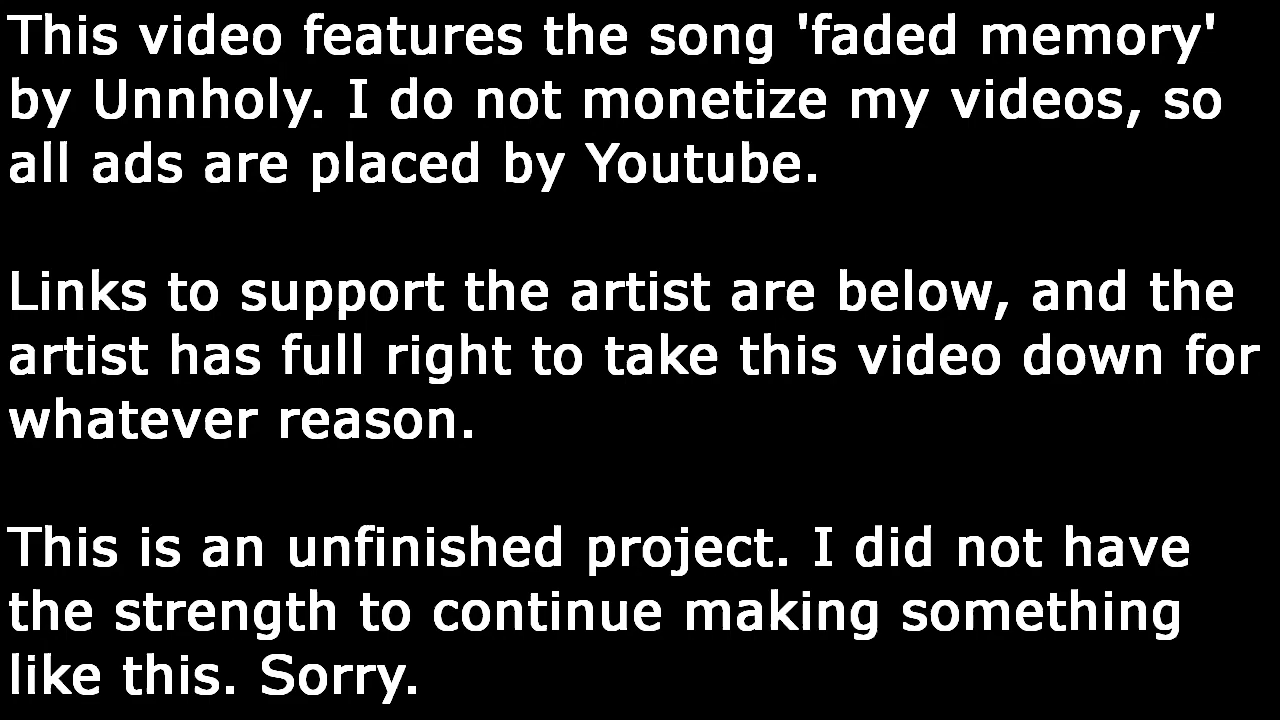 This video features the song 'faded memory'
by Unnholy. I do not monetize my videos, so
all ads are placed by Youtube.
Links to support the artist are below, and the
artist has full right to take this video down for
whatever reason.
This is an unfinished project. I did not have
the strength to continue making something
like this. Sorry.